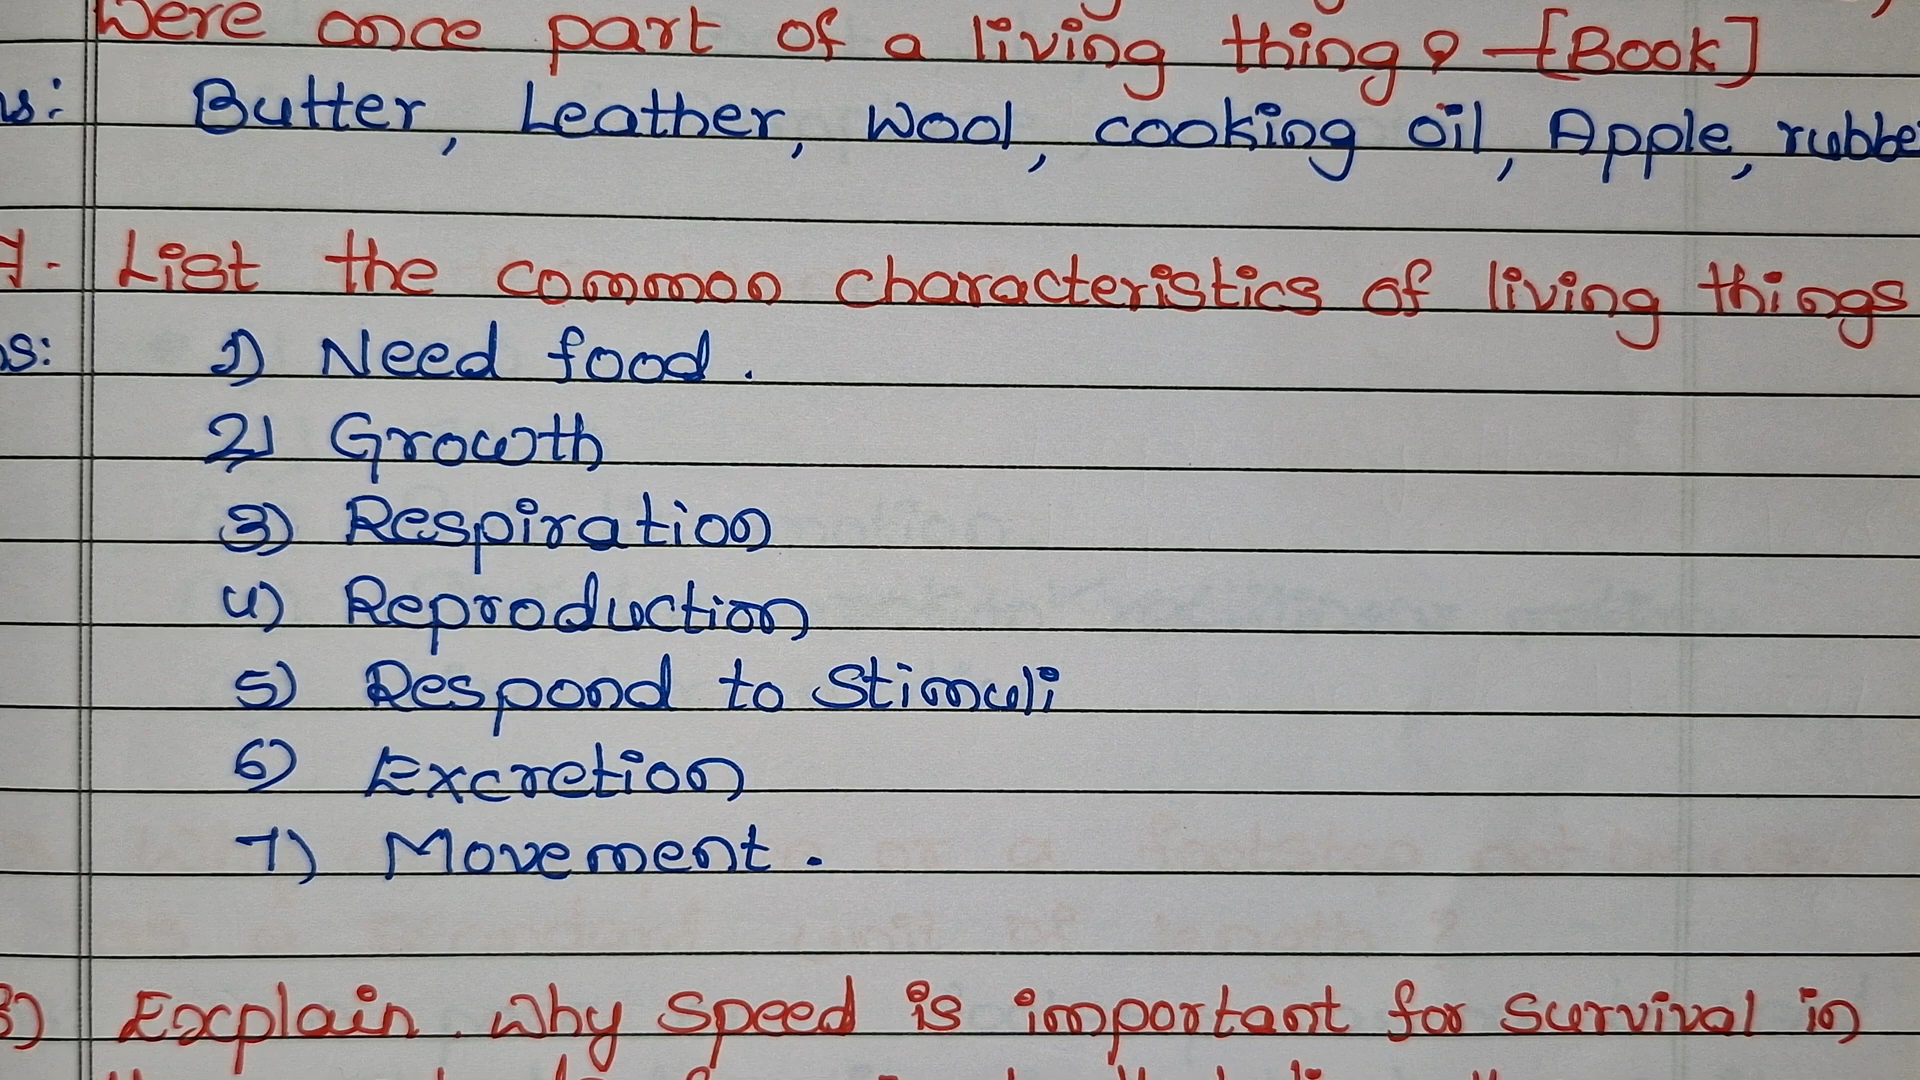 were once part of a living thing? - [Book]
Butter, Leather, Wool, cooking oil, Apple, rubbe
7. List the common characteristics of living things
s: 1) Need food.
2) Growth
3) Respiration
4) Reproduction
5) Respond to Stimuli
6) Excretion
7) Movement.
Explain why speed is important for survival in